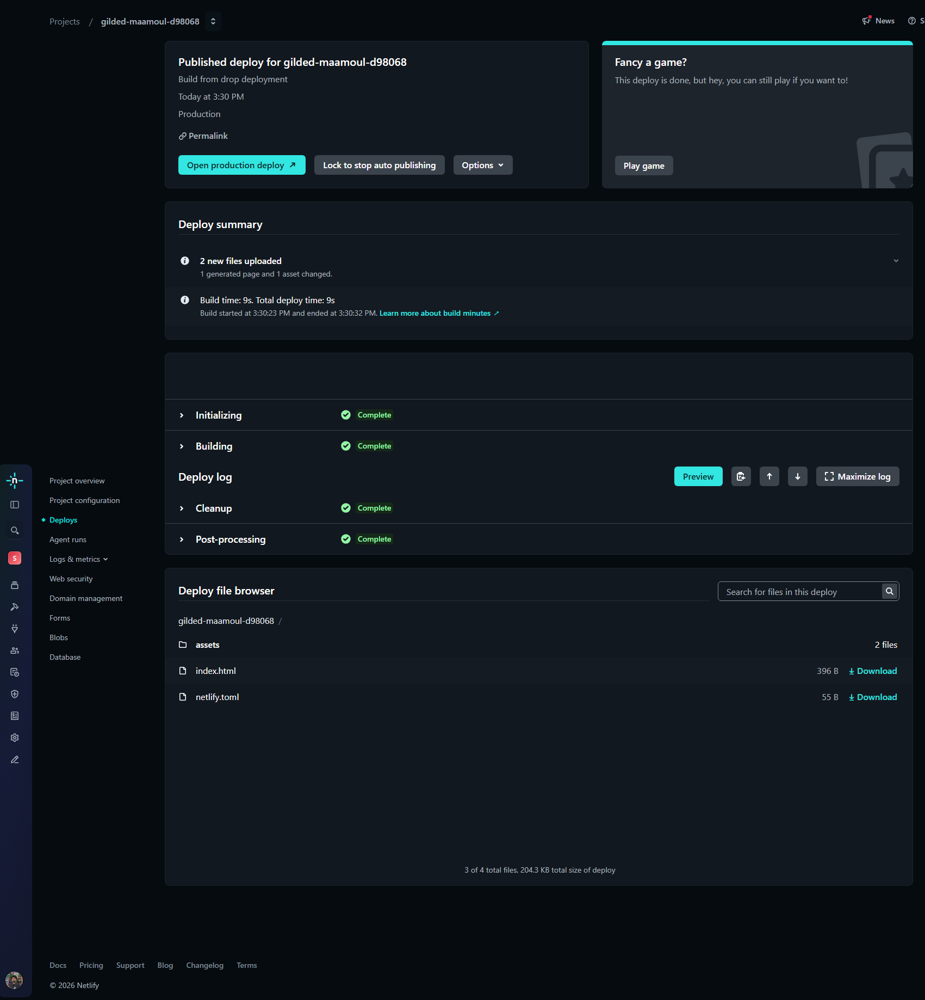 Projects / gilded-maamoul-d98068
News
S
Published deploy for gilded-maamoul-d98068
Build from drop deployment
Today at 3:30 PM
Production
Permalink
Open production deploy
Lock to stop auto publishing
Options
Fancy a game?
This deploy is done, but hey, you can still play if you want to!
Play game
Deploy summary
2 new files uploaded
1 generated page and 1 asset changed.
Build time: 9s. Total deploy time: 9s
Build started at 3:30:23 PM and ended at 3:30:32 PM. Learn more about build minutes
Initializing
Complete
Building
Complete
Deploy log
Preview
Maximize log
Cleanup
Complete
Post-processing
Complete
n
S
Project overview
Project configuration
Deploys
Agent runs
Logs & metrics
Web security
Domain management
Forms
Blobs
Database
Deploy file browser
Search for files in this deploy
gilded-maamoul-d98068 /
assets
2 files
index.html
396 B
Download
netlify.toml
55 B
Download
3 of 4 total files, 204.3 KB total size of deploy
Docs
Pricing
Support
Blog
Changelog
Terms
© 2026 Netlify